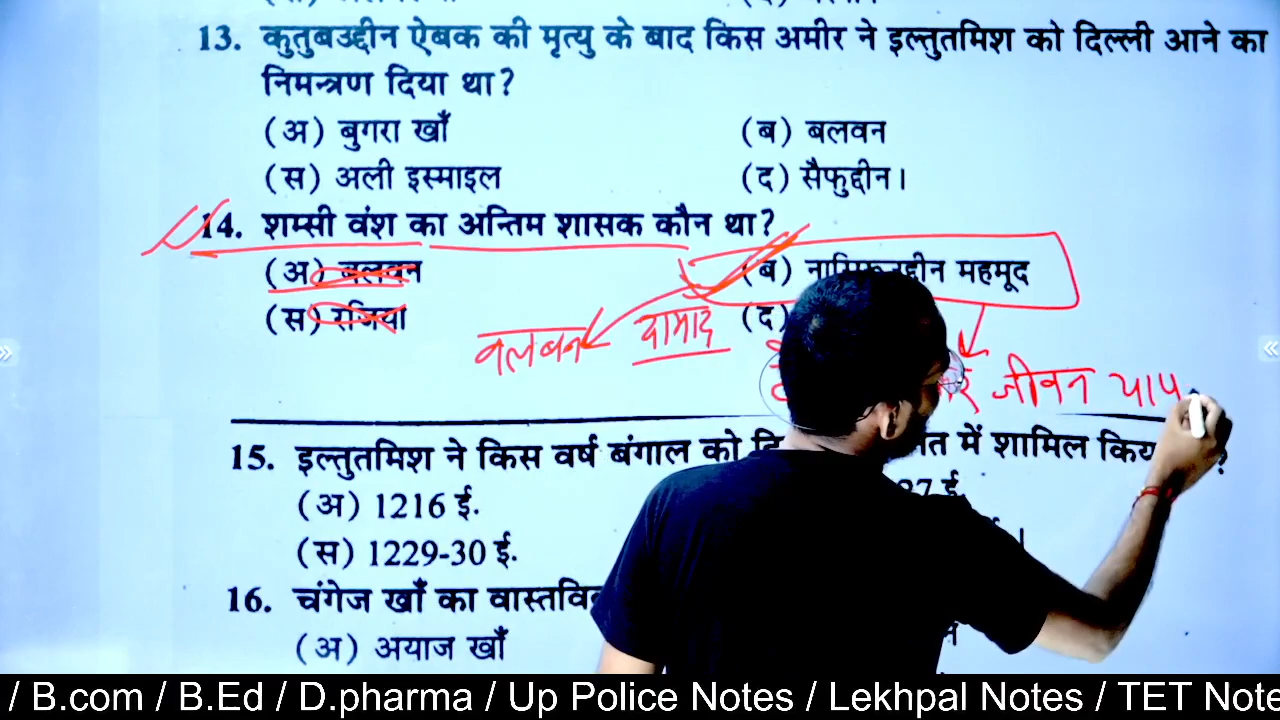 13. कुतुबउद्दीन ऐबक की मृत्यु के बाद किस अमीर ने इल्तुतमिश को दिल्ली आने का
निमन्त्रण दिया था?
(अ) बुगरा खाँ (ब) बलवन
(स) अली इस्माइल (द) सैफुद्दीन।
14. शम्सी वंश का अन्तिम शासक कौन था?
(अ) बलवन (ब) नासिरूद्दीन महमूद
(स) रजिया (द)
बलबन दामाद
जीवन याप
15. इल्तुतमिश ने किस वर्ष बंगाल को में शामिल
(अ) 1216 ई. 27 ई.
(स) 1229-30 ई.
16. चंगेज खाँ का
(अ) अयाज खाँ
/ B.com / B.Ed / D.pharma / Up Police Notes / Lekhpal Notes / TET Note